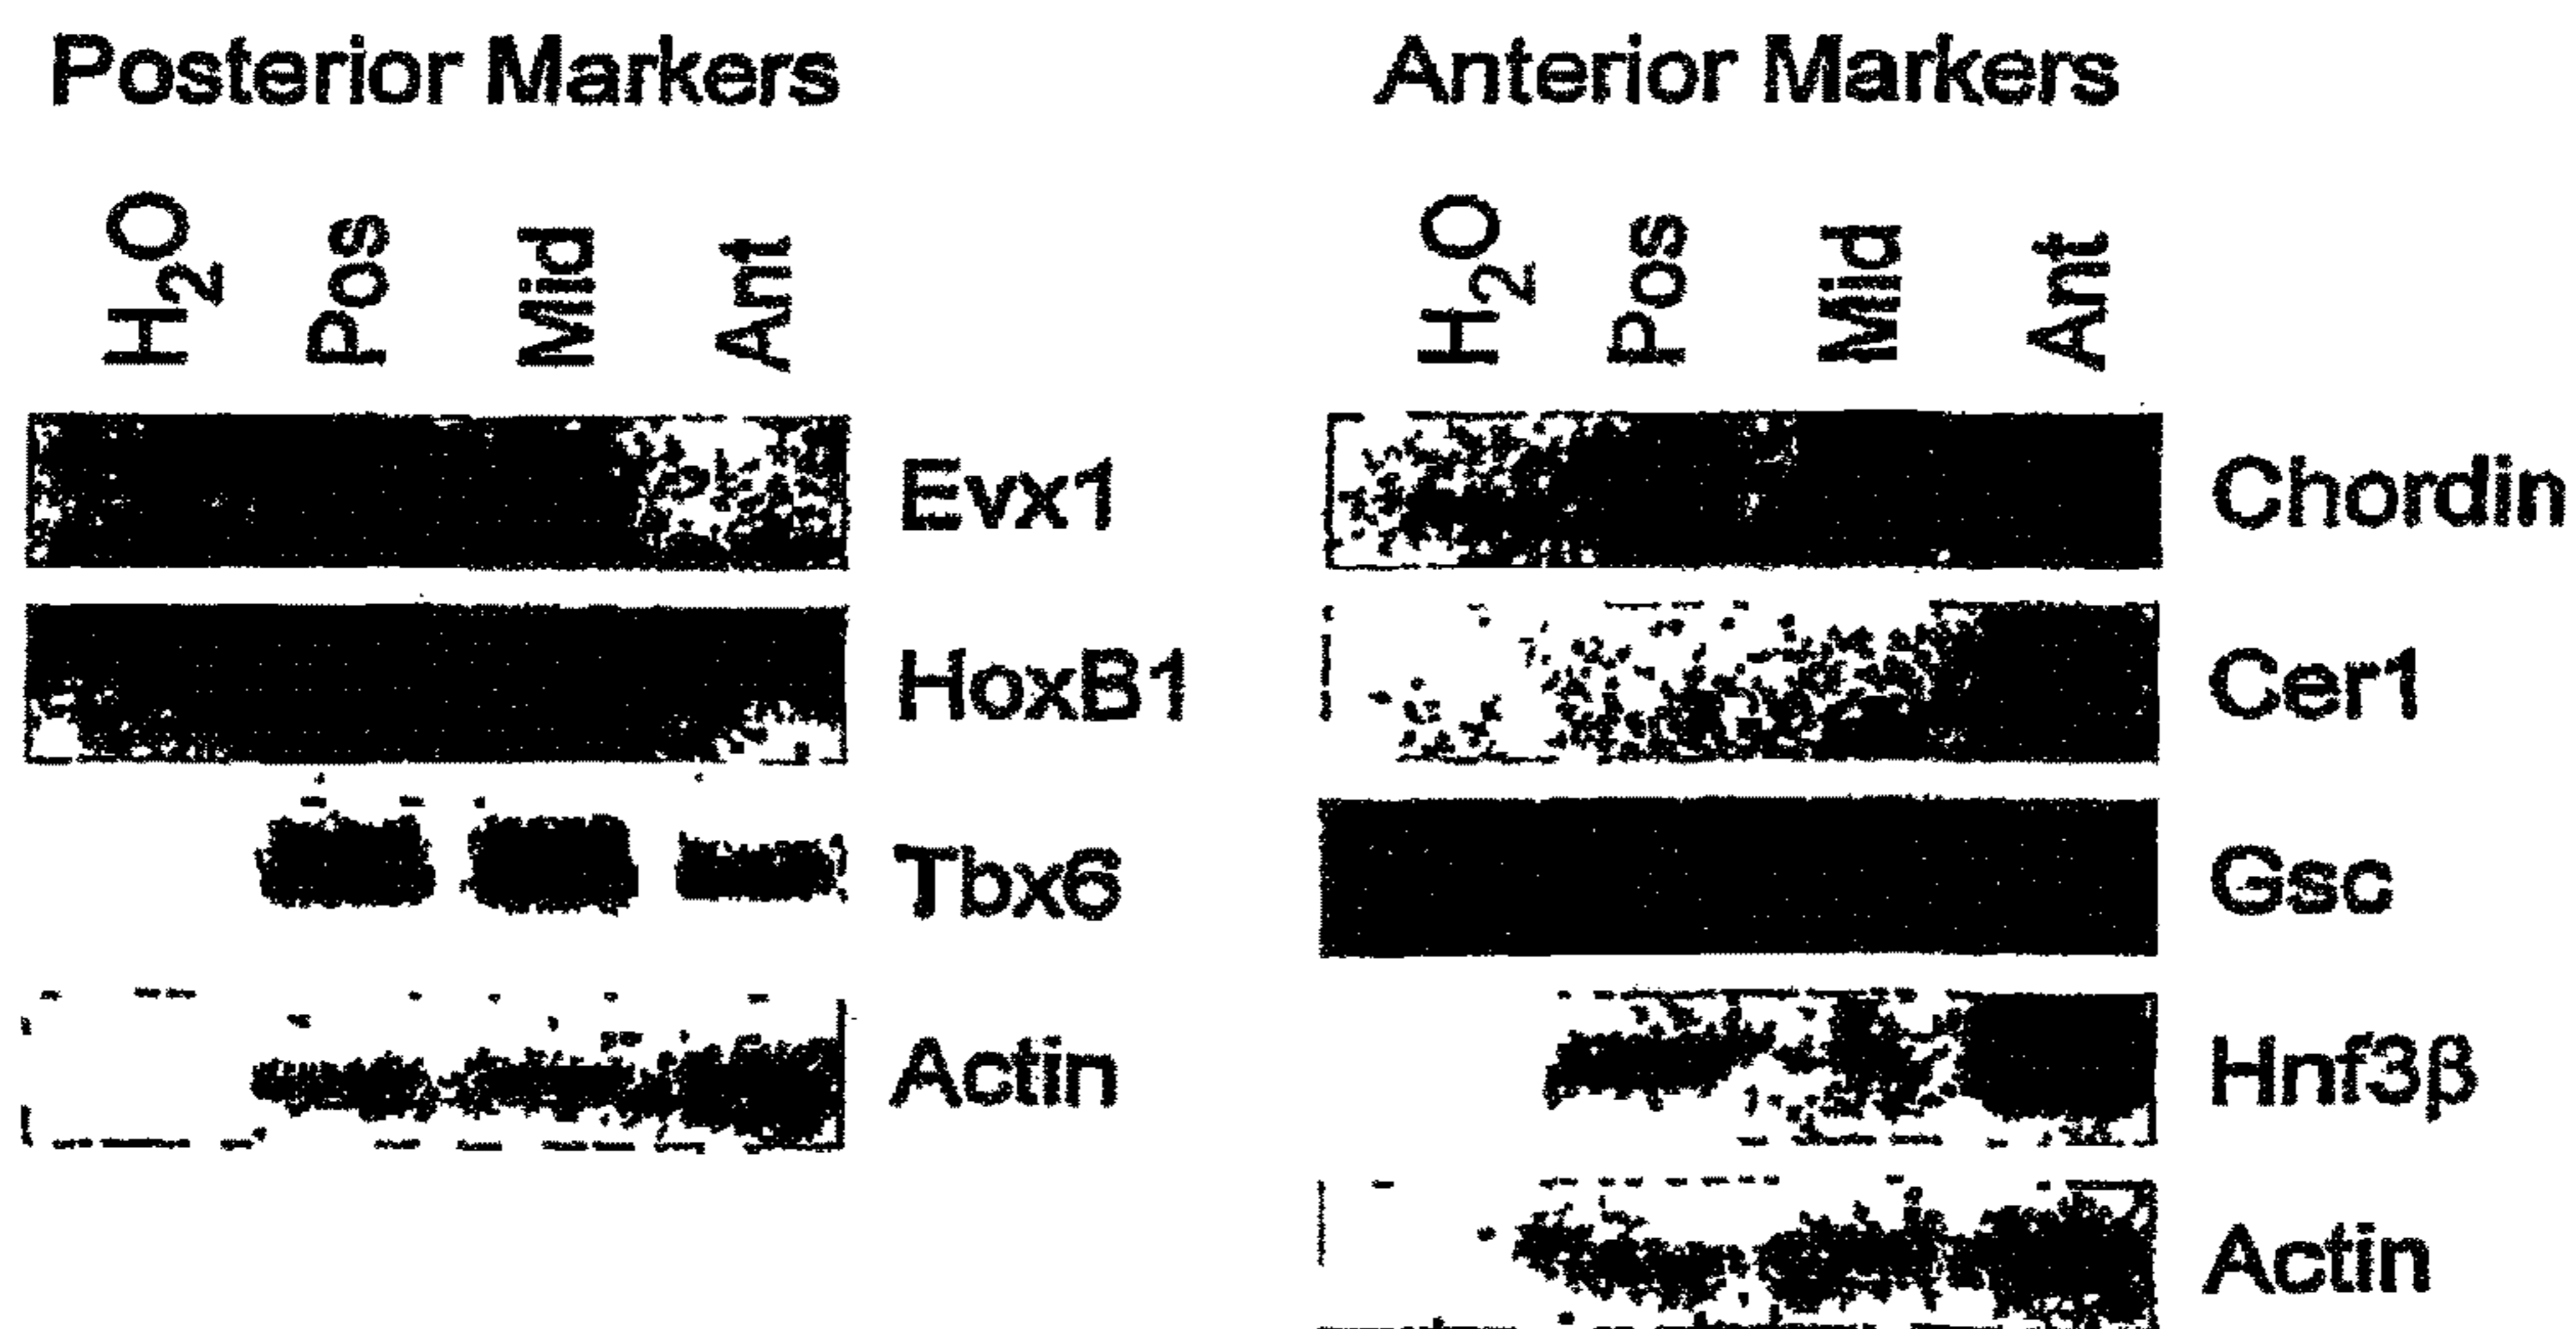 Posterior Markers
H₂O Pos Mid Ant
Evx1
HoxB1
Tbx6
Actin
Anterior Markers
H₂O Pos Mid Ant
Chordin
Cer1
Gsc
Hnf3β
Actin